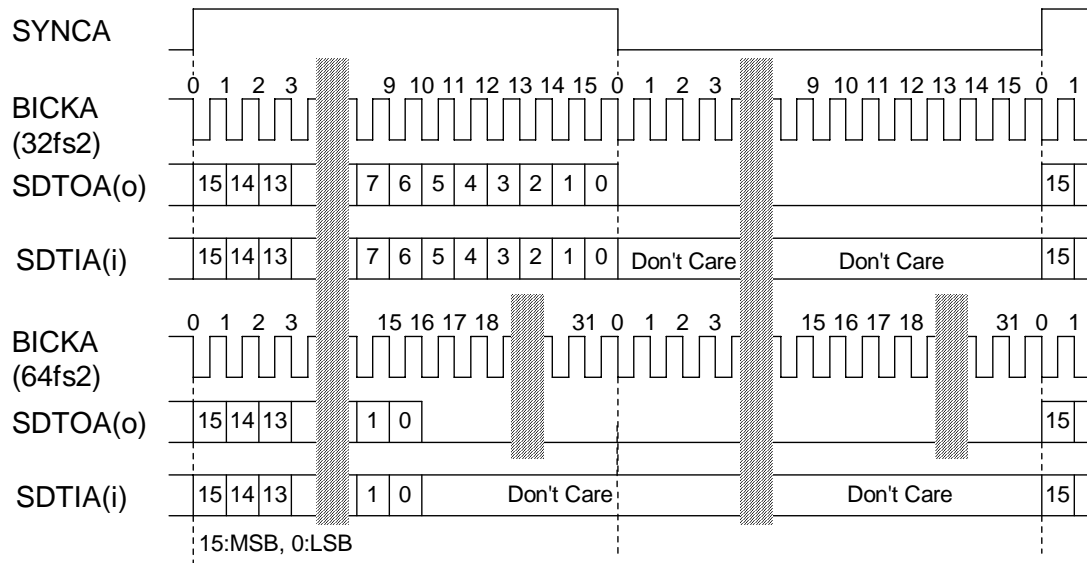 SYNCA
0 1 2 3 9 10 11 12 13 14 15 0 1 2 3 9 10 11 12 13 14 15 0 1
BICKA
(32fs2)
SDTOA(o) 15 14 13 7 6 5 4 3 2 1 0 15
SDTIA(i) 15 14 13 7 6 5 4 3 2 1 0 Don't Care Don't Care 15
0 1 2 3 15 16 17 18 31 0 1 2 3 15 16 17 18 31 0 1
BICKA
(64fs2)
SDTOA(o) 15 14 13 1 0 15
SDTIA(i) 15 14 13 1 0 Don't Care Don't Care 15
15:MSB, 0:LSB